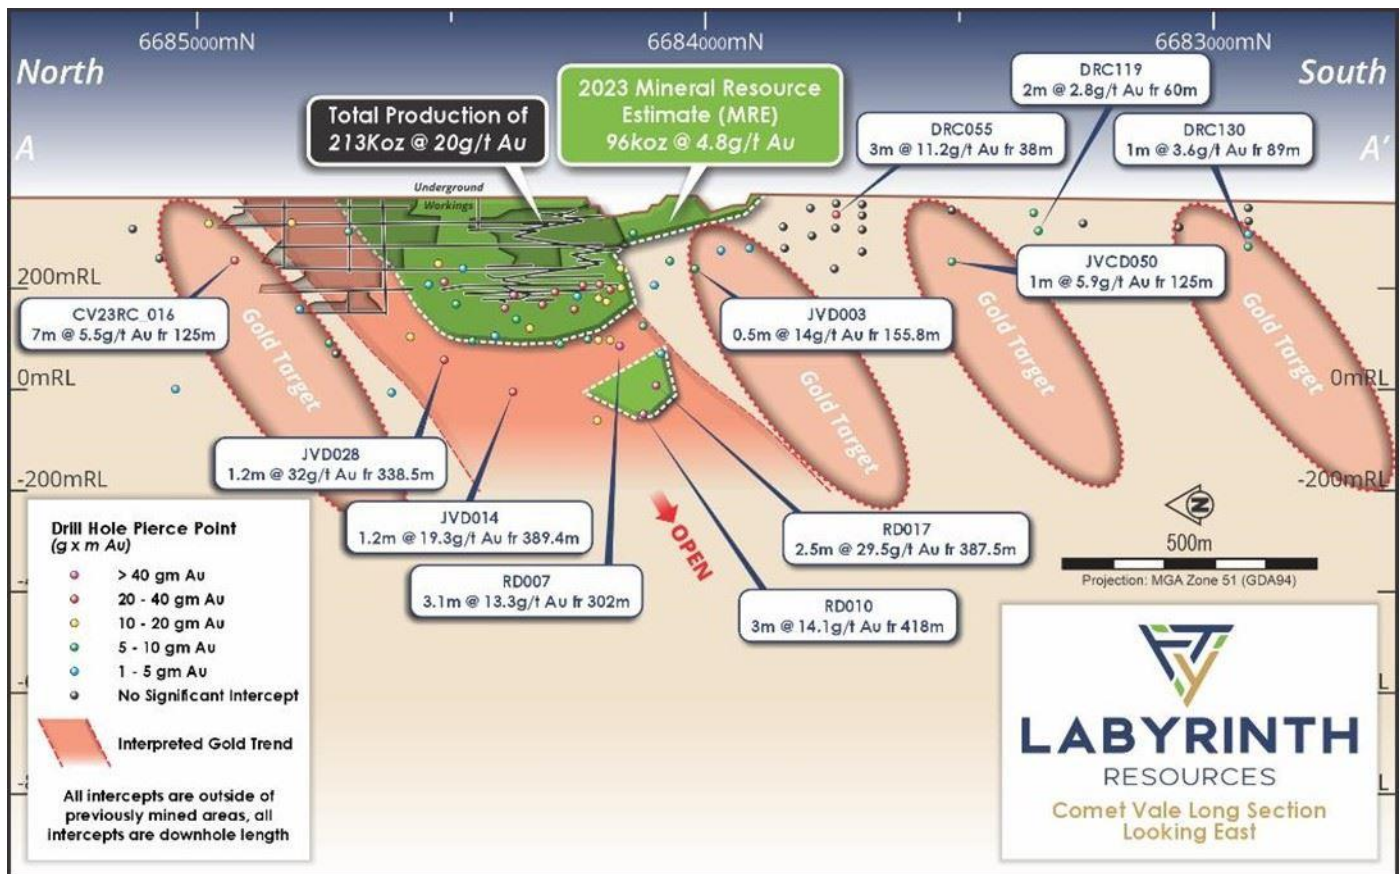 6685000mN
6684000mN
6683000mN
North
South
A
A'
Total Production of
213Koz @ 20g/t Au
2023 Mineral Resource
Estimate (MRE)
96koz @ 4.8g/t Au
DRC119
2m @ 2.8g/t Au fr 60m
DRC055
3m @ 11.2g/t Au fr 38m
DRC130
1m @ 3.6g/t Au fr 89m
Underground
Workings
200mRL
CV23RC_016
7m @ 5.5g/t Au fr 125m
JVD003
0.5m @ 14g/t Au fr 155.8m
JVCD050
1m @ 5.9g/t Au fr 125m
Gold Target
Gold Target
Gold Target
Gold Target
0mRL
0mRL
JVD028
1.2m @ 32g/t Au fr 338.5m
-200mRL
-200mRL
JVD014
1.2m @ 19.3g/t Au fr 389.4m
RD017
2.5m @ 29.5g/t Au fr 387.5m
RD007
3.1m @ 13.3g/t Au fr 302m
RD010
3m @ 14.1g/t Au fr 418m
OPEN
N
500m
Projection: MGA Zone 51 (GDA94)
Drill Hole Pierce Point
(g x m Au)
> 40 gm Au
20 - 40 gm Au
10 - 20 gm Au
5 - 10 gm Au
1 - 5 gm Au
No Significant Intercept
Interpreted Gold Trend
All intercepts are outside of
previously mined areas, all
intercepts are downhole length
LABYRINTH
RESOURCES
Comet Vale Long Section
Looking East